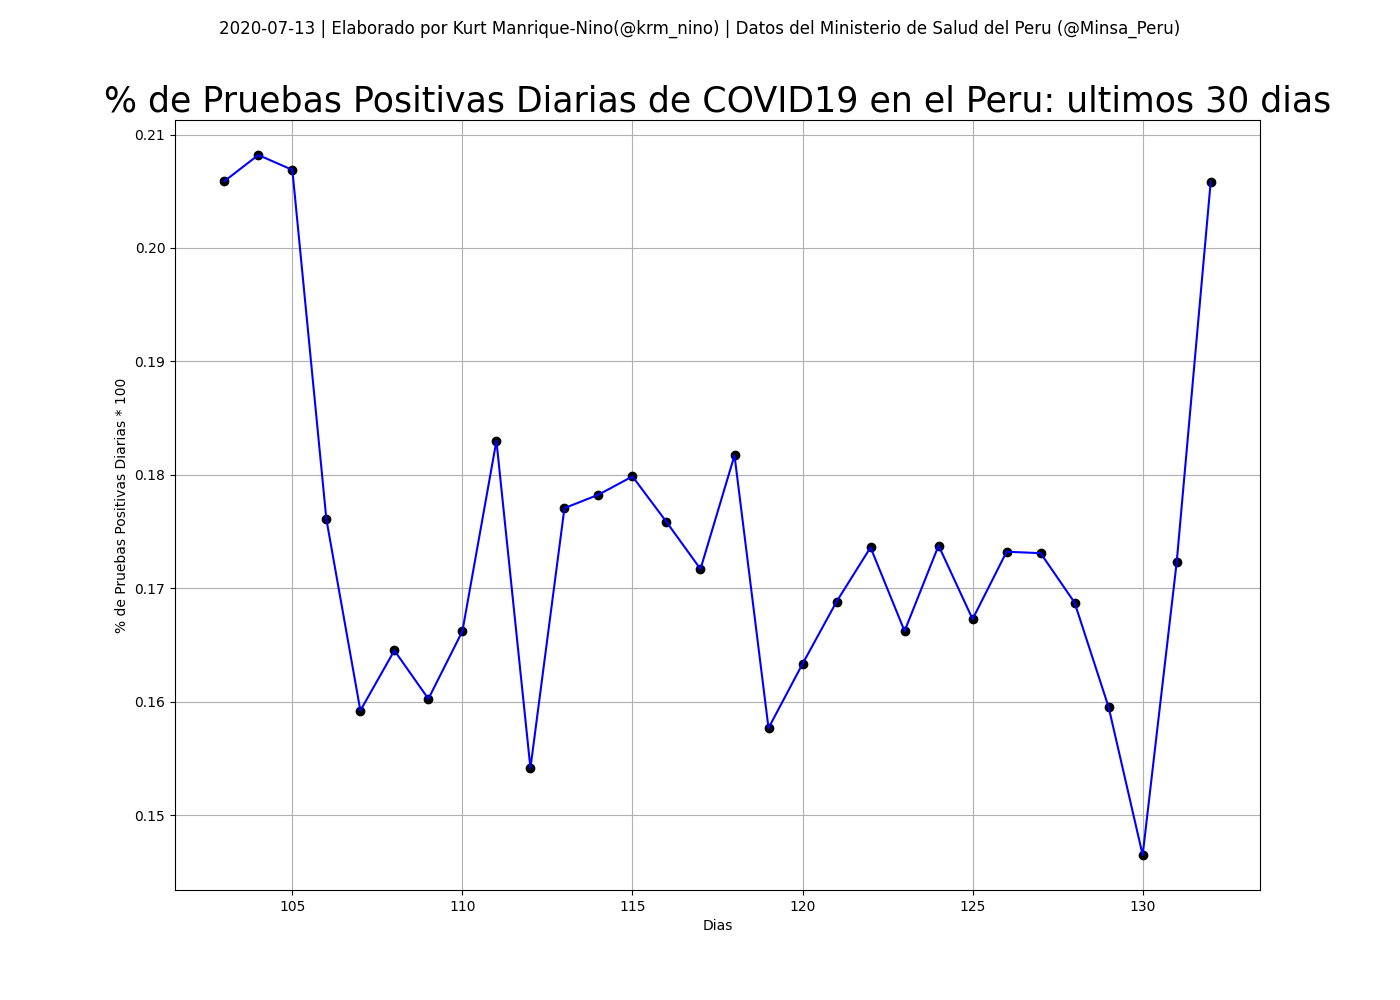 2020-07-13 | Elaborado por Kurt Manrique-Nino(@krm_nino) | Datos del Ministerio de Salud del Peru (@Minsa_Peru)
% de Pruebas Positivas Diarias de COVID19 en el Peru: ultimos 30 dias
% de Pruebas Positivas Diarias * 100
0.21
0.20
0.19
0.18
0.17
0.16
0.15
105 110 115 120 125 130
Dias